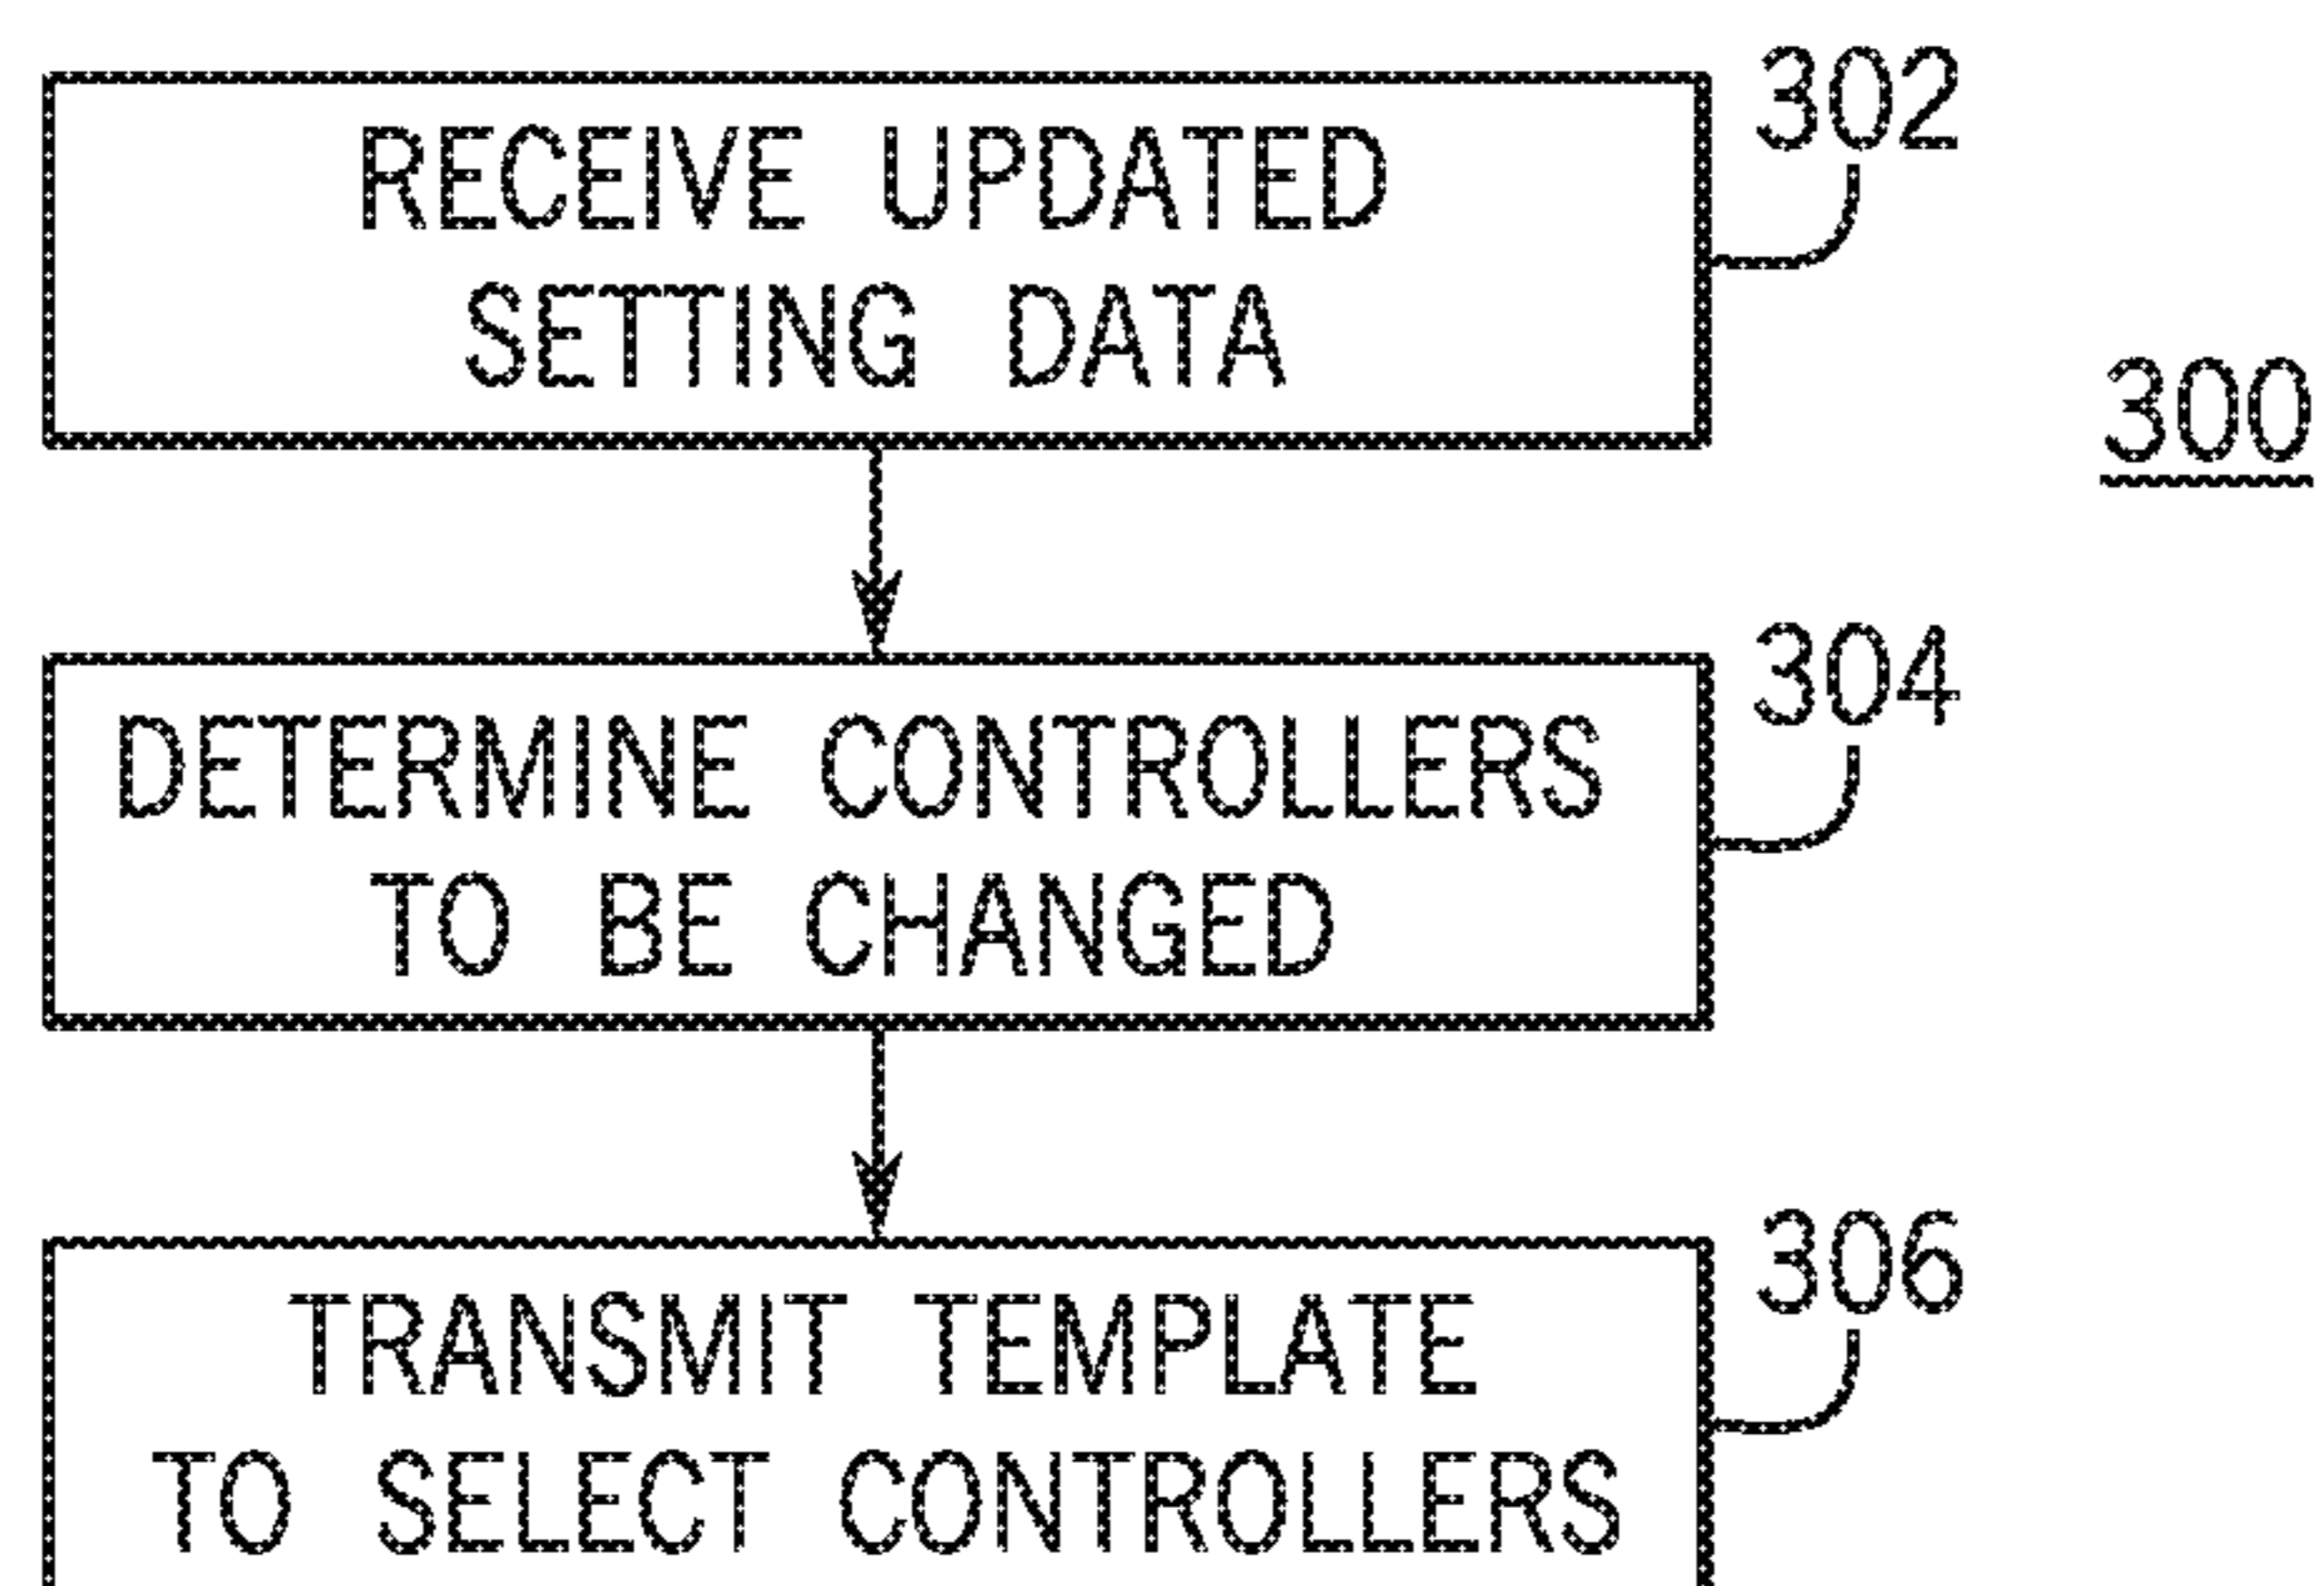 RECEIVE UPDATED
SETTING DATA
302
300
DETERMINE CONTROLLERS
TO BE CHANGED
304
TRANSMIT TEMPLATE
TO SELECT CONTROLLERS
306